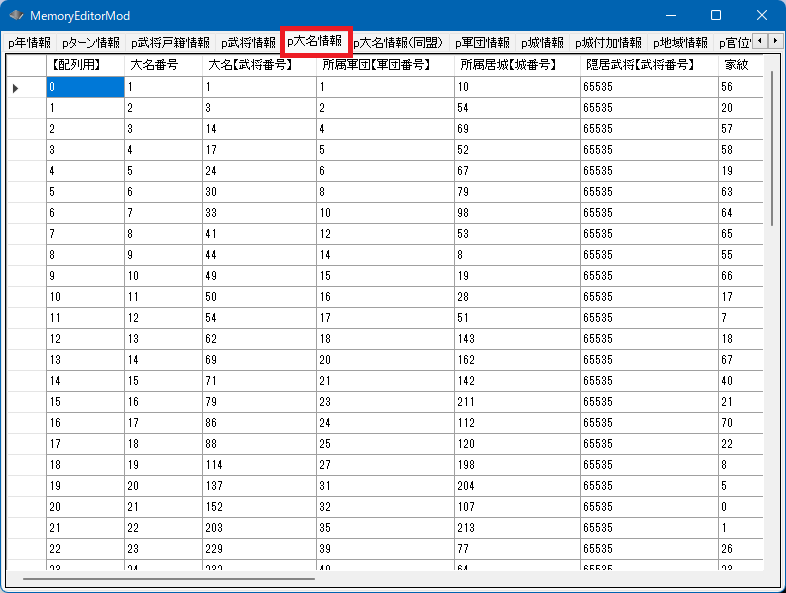 MemoryEditorMod
p年情報 pターン情報 p武将戸籍情報 p武将情報 p大名情報 p大名情報(同盟) p軍団情報 p城情報 p城付加情報 p地域情報 p官位
【配列用】 大名番号 大名【武将番号】 所属軍団【軍団番号】 所属居城【城番号】 隠居武将【武将番号】 家紋
0 1 1 1 10 65535 56
1 2 3 2 54 65535 20
2 3 14 4 69 65535 57
3 4 17 5 52 65535 58
4 5 24 6 67 65535 19
5 6 30 8 79 65535 63
6 7 33 10 98 65535 64
7 8 41 12 53 65535 65
8 9 44 14 8 65535 55
9 10 49 15 19 65535 66
10 11 50 16 28 65535 17
11 12 54 17 51 65535 7
12 13 62 18 143 65535 18
13 14 69 20 162 65535 67
14 15 71 21 142 65535 40
15 16 79 23 211 65535 21
16 17 86 24 112 65535 70
17 18 88 25 120 65535 22
18 19 114 27 198 65535 8
19 20 137 31 204 65535 5
20 21 152 32 107 65535 0
21 22 203 35 213 65535 1
22 23 229 39 77 65535 26
23 24 232 40 64 65535 23